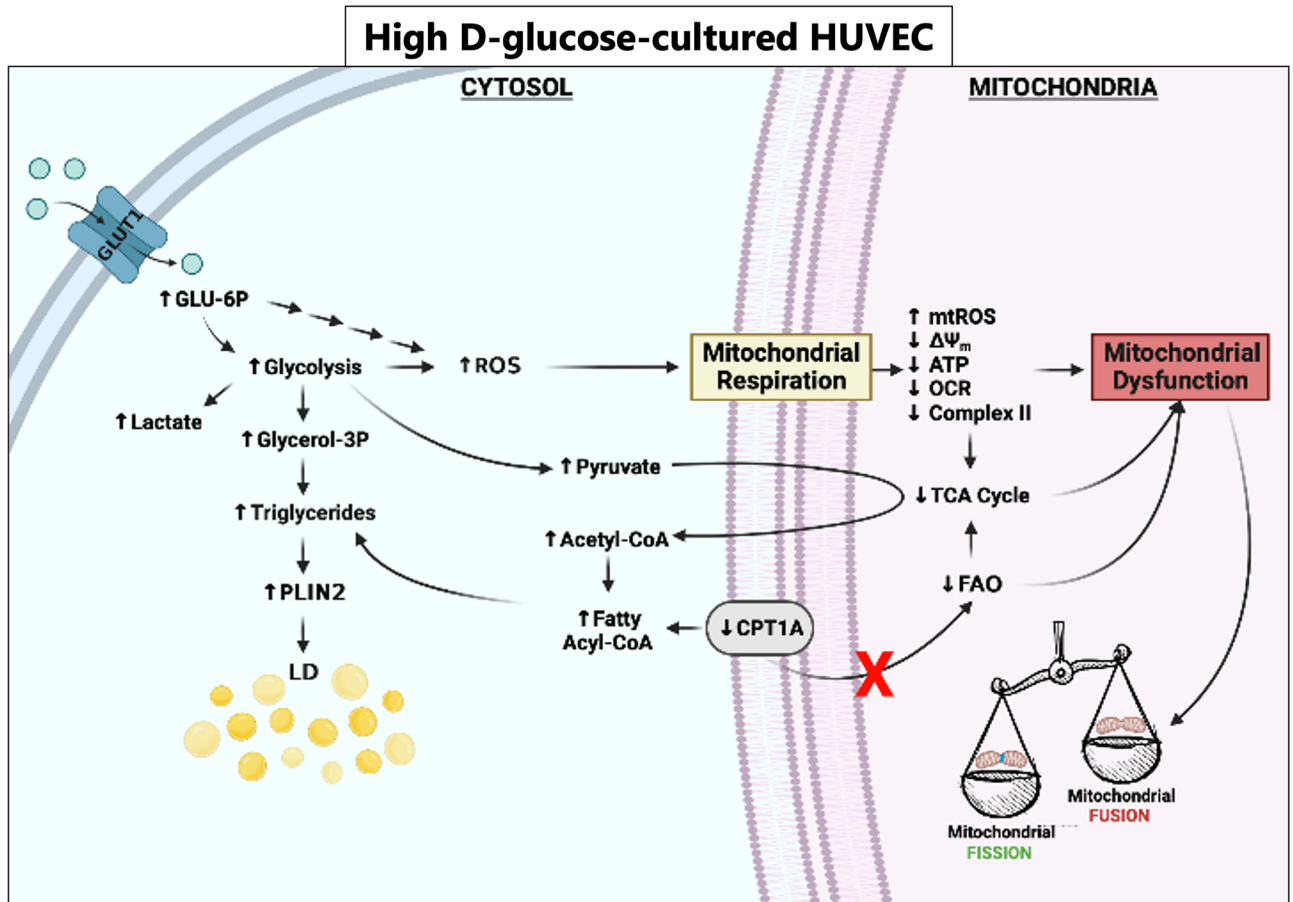 High D-glucose-cultured HUVEC
CYTOSOL
MITOCHONDRIA
GLUT1
↑GLU-6P
↑Glycolysis
↑ROS
↑Lactate
↑Glycerol-3P
↑Triglycerides
↑PLIN2
LD
↑Pyruvate
↑Acetyl-CoA
↑Fatty
Acyl-CoA
↓CPT1A
X
Mitochondrial
Respiration
↑ mtROS
↓ ΔΨm
↓ ATP
↓ OCR
↓ Complex II
↓TCA Cycle
↓FAO
Mitochondrial
Dysfunction
Mitochondrial
FUSION
Mitochondrial
FISSION